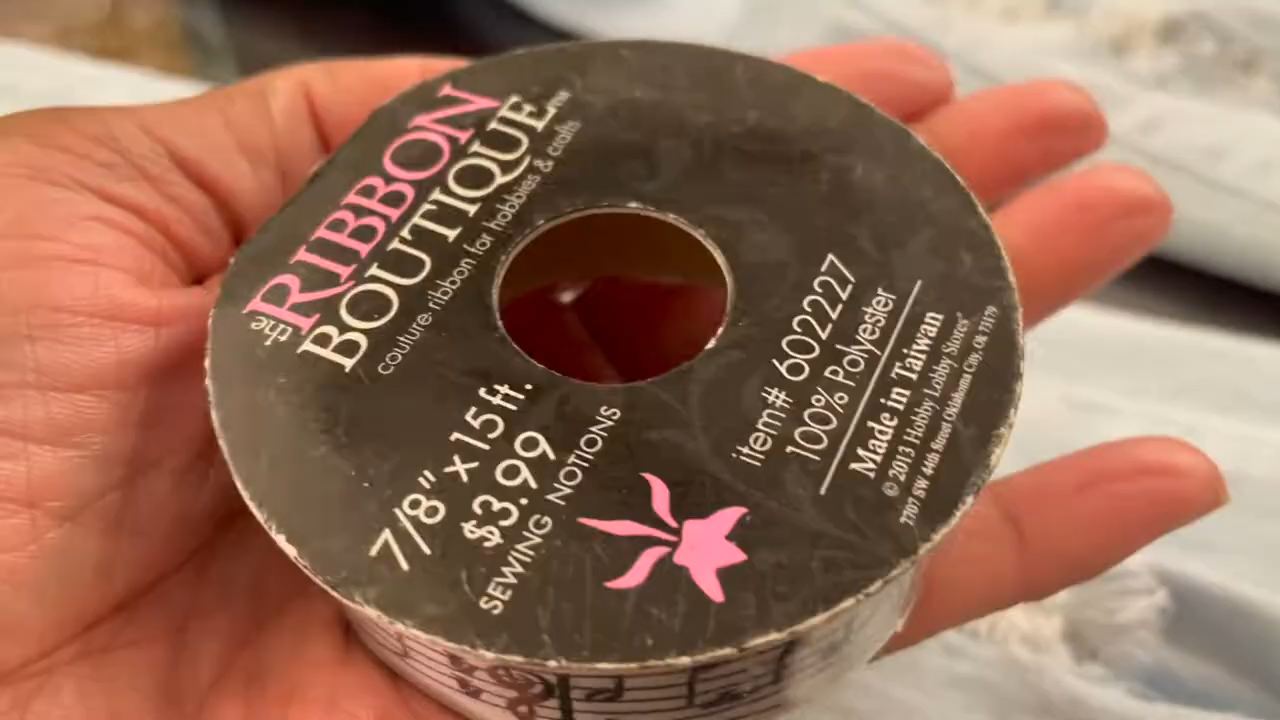 the RIBBON
BOUTIQUE™
couture-ribbon for hobbies & crafts
7/8" x 15 ft.
$3.99
SEWING NOTIONS
item# 602227
100% Polyester
Made in Taiwan
© 2013 Hobby Lobby Stores®
7707 SW 44th Street Oklahoma City, OK 73179